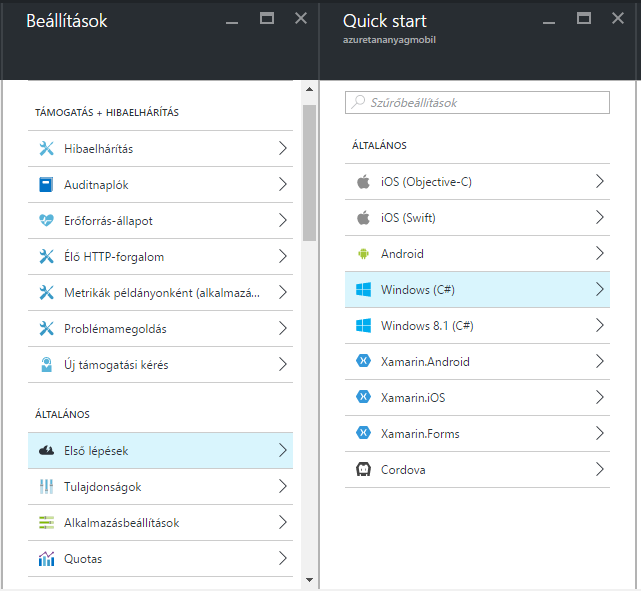 Beállítások
TÁMOGATÁS + HIBAELHÁRÍTÁS
Hibaelhárítás
Auditnaplók
Erőforrás-állapot
Élő HTTP-forgalom
Metrikák példányonként (alkalmazá...
Problémamegoldás
Új támogatási kérés
ÁLTALÁNOS
Első lépések
Tulajdonságok
Alkalmazásbeállítások
Quotas
Quick start
azuretananyagmobil
Szűrőbeállítások
ÁLTALÁNOS
iOS (Objective-C)
iOS (Swift)
Android
Windows (C#)
Windows 8.1 (C#)
Xamarin.Android
Xamarin.iOS
Xamarin.Forms
Cordova